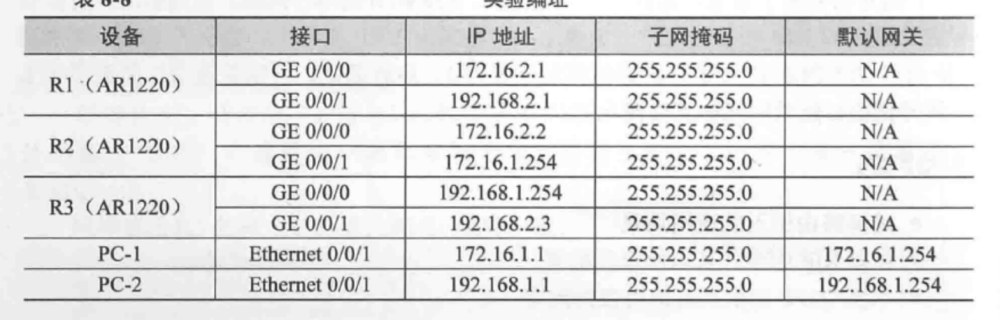 表 6-8 实验编址
设备 接口 IP 地址 子网掩码 默认网关
R1（AR1220） GE 0/0/0 172.16.2.1 255.255.255.0 N/A
GE 0/0/1 192.168.2.1 255.255.255.0 N/A
R2（AR1220） GE 0/0/0 172.16.2.2 255.255.255.0 N/A
GE 0/0/1 172.16.1.254 255.255.255.0 N/A
R3（AR1220） GE 0/0/0 192.168.1.254 255.255.255.0 N/A
GE 0/0/1 192.168.2.3 255.255.255.0 N/A
PC-1 Ethernet 0/0/1 172.16.1.1 255.255.255.0 172.16.1.254
PC-2 Ethernet 0/0/1 192.168.1.1 255.255.255.0 192.168.1.254